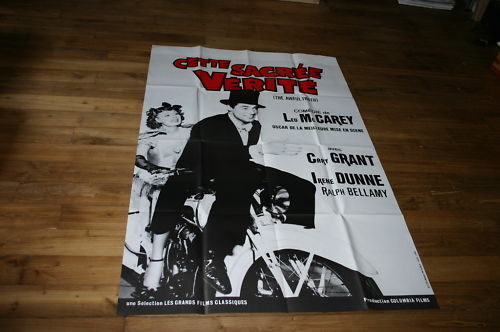 CETTE SACRÉE
VÉRITÉ
(THE AWFUL TRUTH)
COMÉDIE de
LEO McCAREY
OSCAR DE LA MEILLEURE MISE EN SCENE
avec
CARY GRANT
IRENE DUNNE
RALPH BELLAMY
une Sélection LES GRANDS FILMS CLASSIQUES
Production COLUMBIA FILMS